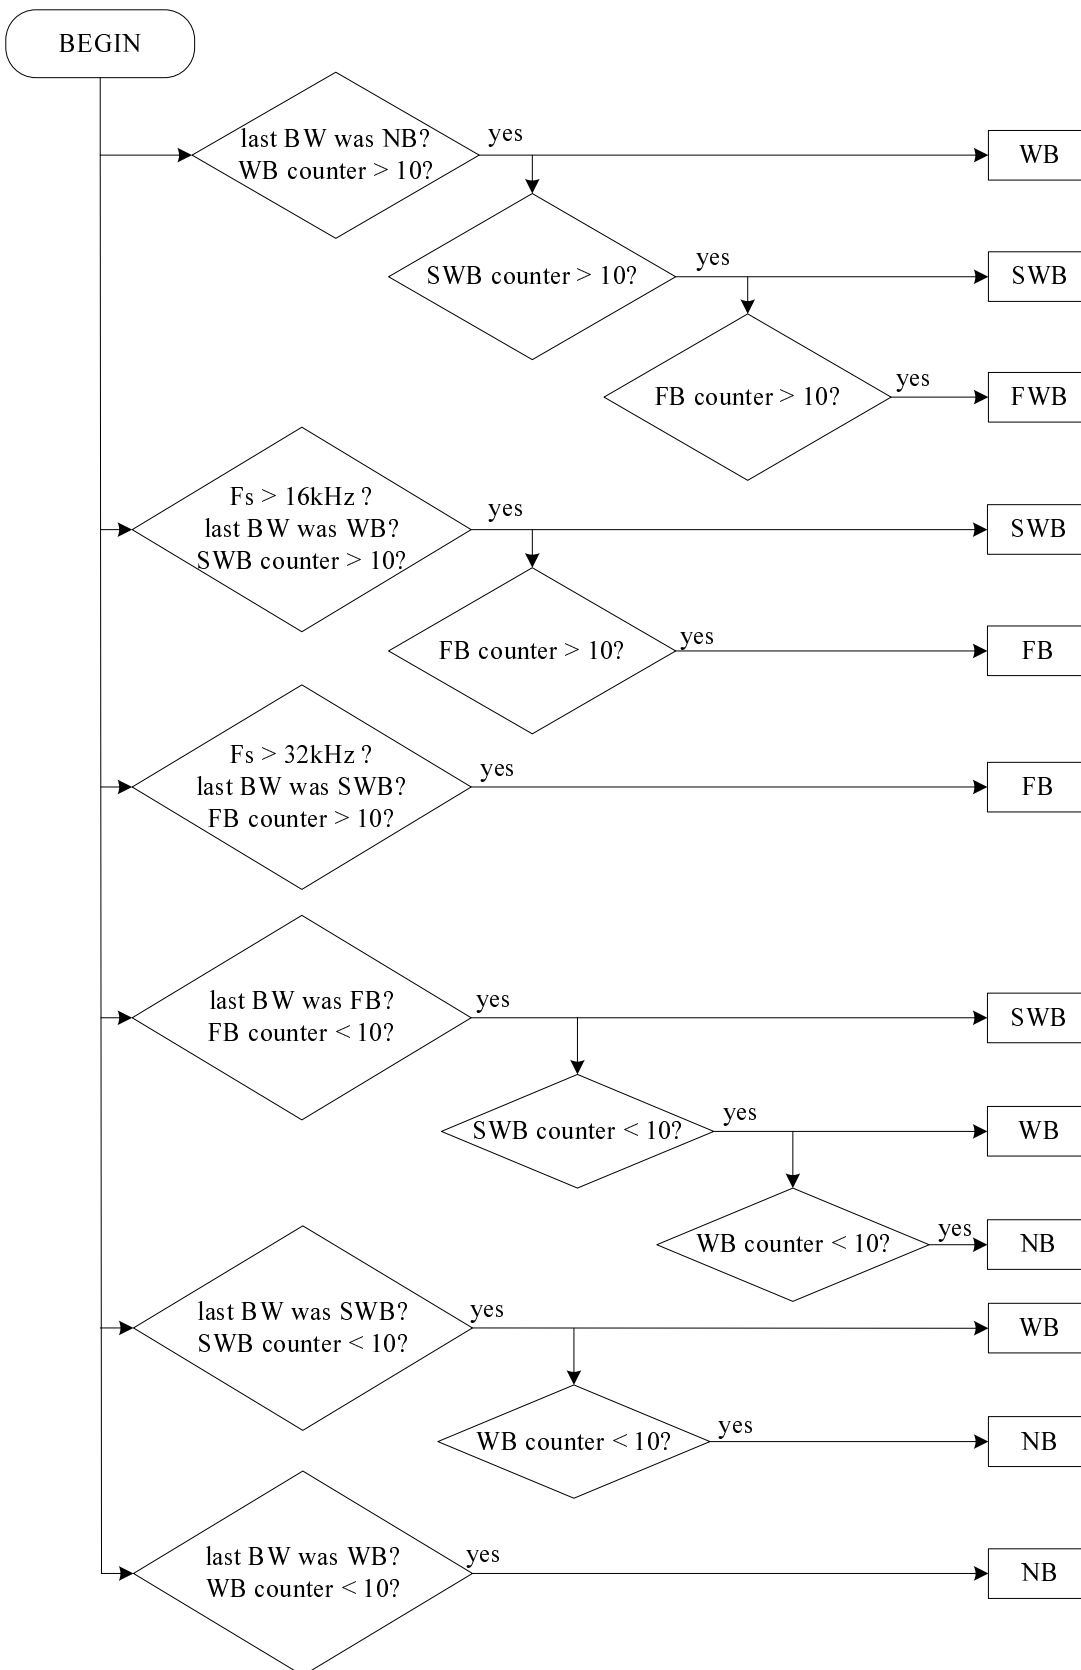 BEGIN
last BW was NB?
WB counter > 10?
yes
WB
SWB counter > 10?
yes
SWB
FB counter > 10?
yes
FWB
Fs > 16kHz ?
last BW was WB?
SWB counter > 10?
yes
SWB
FB counter > 10?
yes
FB
Fs > 32kHz ?
last BW was SWB?
FB counter > 10?
yes
FB
last BW was FB?
FB counter < 10?
yes
SWB
SWB counter < 10?
yes
WB
WB counter < 10?
yes
NB
last BW was SWB?
SWB counter < 10?
yes
WB
WB counter < 10?
yes
NB
last BW was WB?
WB counter < 10?
yes
NB